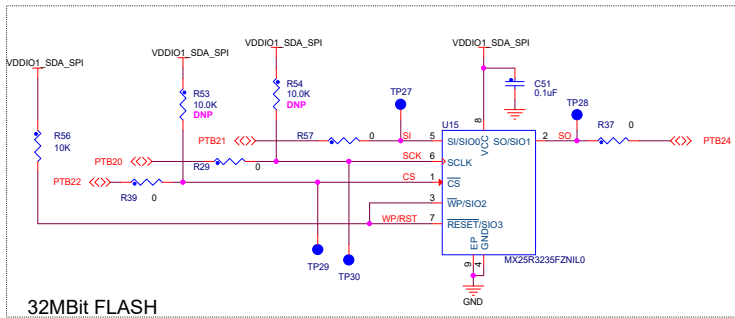 VDDIO1_SDA_SPI
VDDIO1_SDA_SPI
VDDIO1_SDA_SPI
VDDIO1_SDA_SPI
R53
10.0K
DNP
R54
10.0K
DNP
C51
0.1uF
TP27
TP28
R56
10K
U15
8
VCC
PTB21
R57
0
SI
5
SI/SIO0
SO/SIO1
2
SO
R37
0
PTB24
PTB20
R29
0
SCK
6
SCLK
PTB22
R39
0
CS
1
CS
3
WP/SIO2
WP/RST
7
RESET/SIO3
EP
GND
9
4
MX25R3235FZNIL0
TP29
TP30
GND
32MBit FLASH